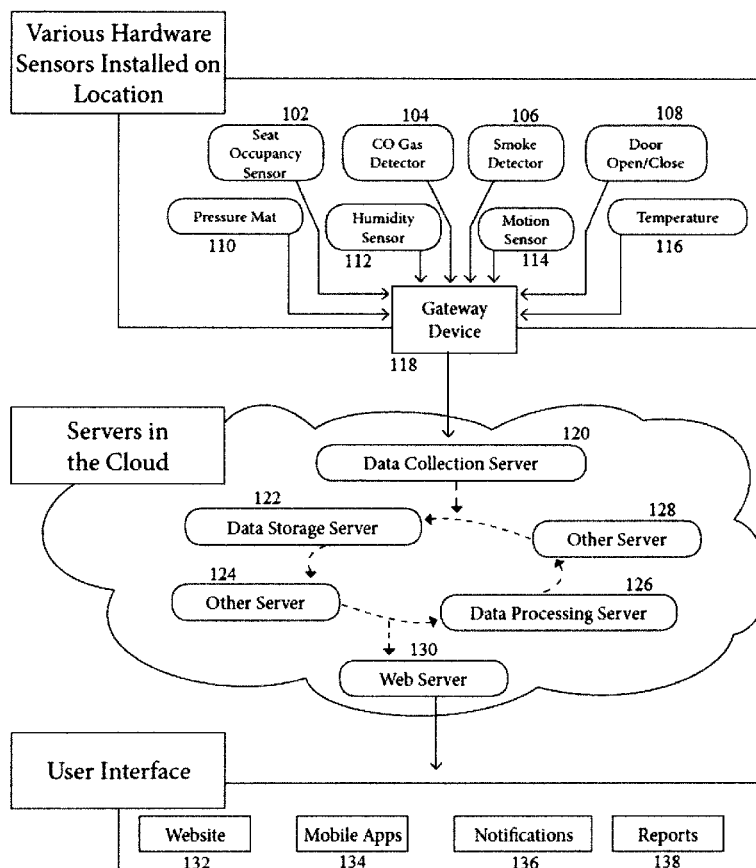 Various Hardware
Sensors Installed on
Location
102
104
106
108
Seat
Occupancy
Sensor
CO Gas
Detector
Smoke
Detector
Door
Open/Close
Pressure Mat
Humidity
Sensor
Motion
Sensor
Temperature
110
112
114
116
Gateway
Device
118
Servers in
the Cloud
120
Data Collection Server
122
Data Storage Server
128
Other Server
124
Other Server
126
Data Processing Server
130
Web Server
User Interface
Website
Mobile Apps
Notifications
Reports
132
134
136
138